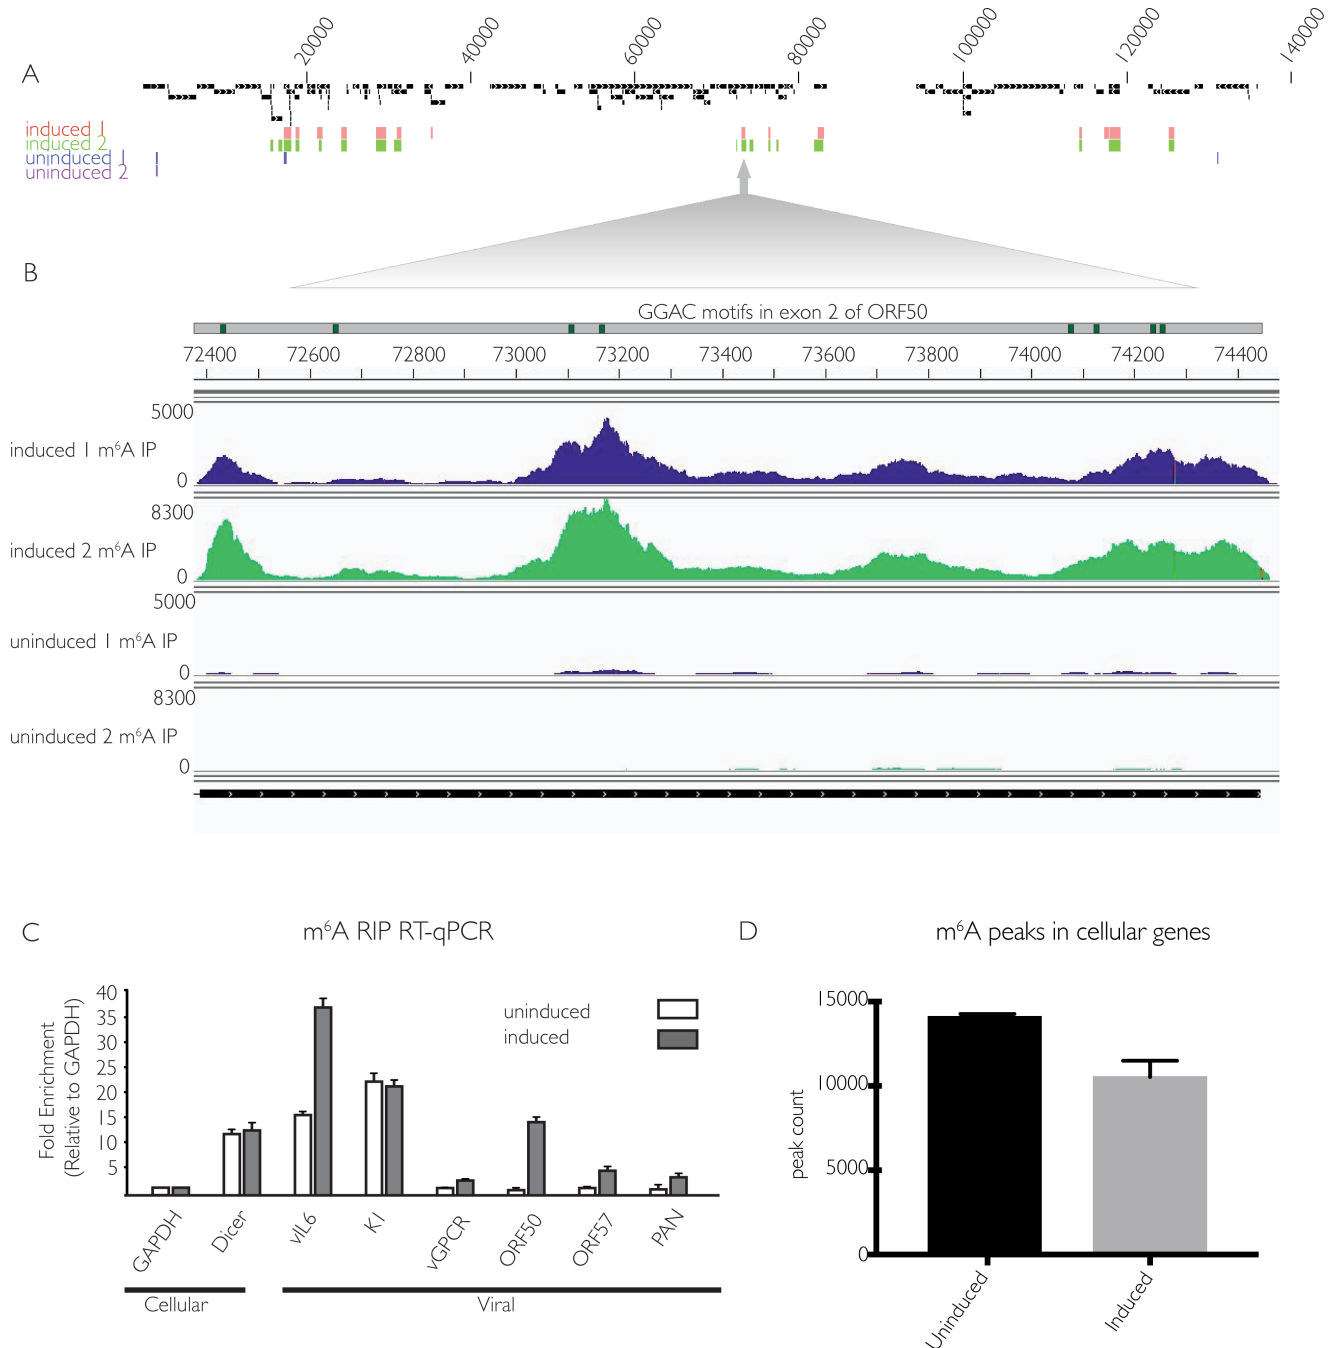 20000 40000 60000 80000 100000 120000 140000
A
induced 1
induced 2
uninduced 1
uninduced 2
B
GGAC motifs in exon 2 of ORF50
72400 72600 72800 73000 73200 73400 73600 73800 74000 74200 74400
5000
induced 1 m⁶A IP
0
8300
induced 2 m⁶A IP
0
5000
uninduced 1 m⁶A IP
0
8300
uninduced 2 m⁶A IP
0
C
m⁶A RIP RT-qPCR
Fold Enrichment
(Relative to GAPDH)
40
35
30
25
20
15
10
5
uninduced
induced
GAPDH Dicer vIL6 K1 vGPCR ORF50 ORF57 PAN
Cellular Viral
D
m⁶A peaks in cellular genes
peak count
15000
10000
5000
0
Uninduced Induced